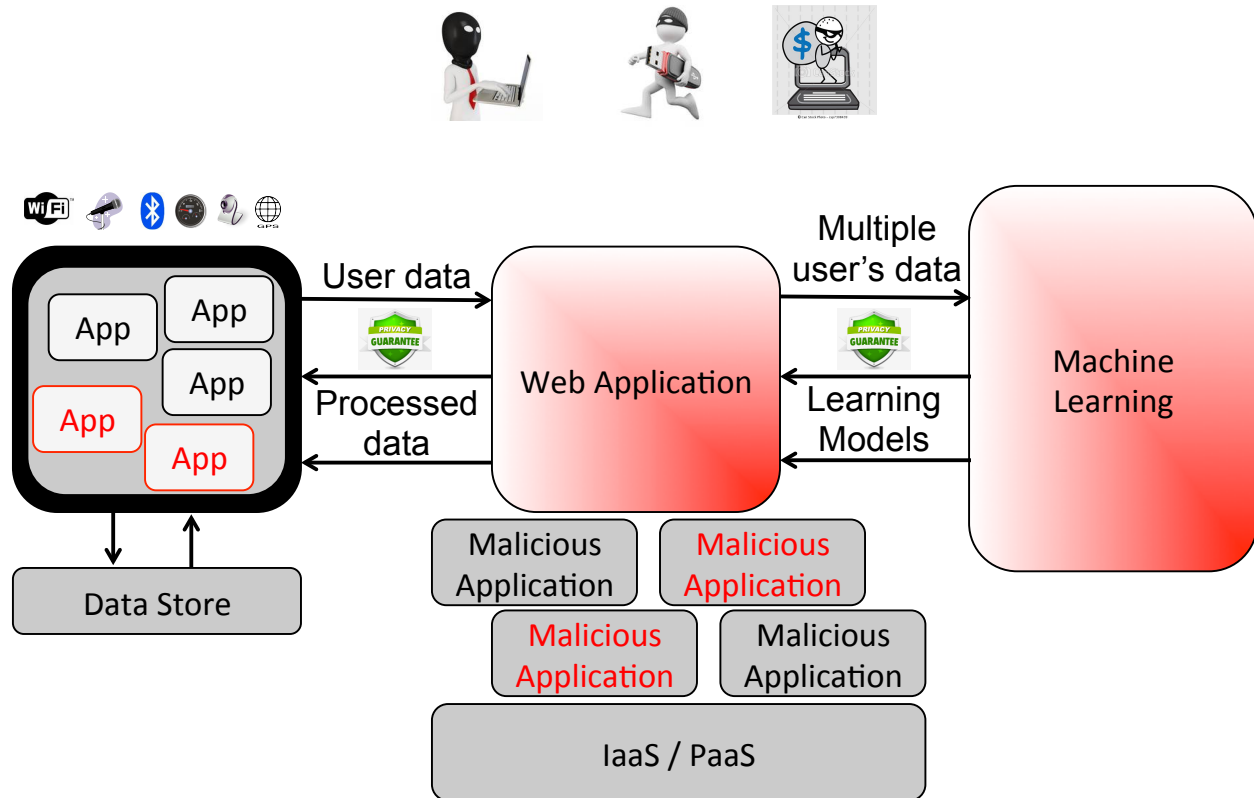 WiFi
GPS
User data
PRIVACY
GUARANTEE
Processed
data
App
App
App
App
App
Data Store
Web Application
Multiple
user's data
PRIVACY
GUARANTEE
Learning
Models
Machine
Learning
Malicious
Application
Malicious
Application
Malicious
Application
Malicious
Application
IaaS / PaaS